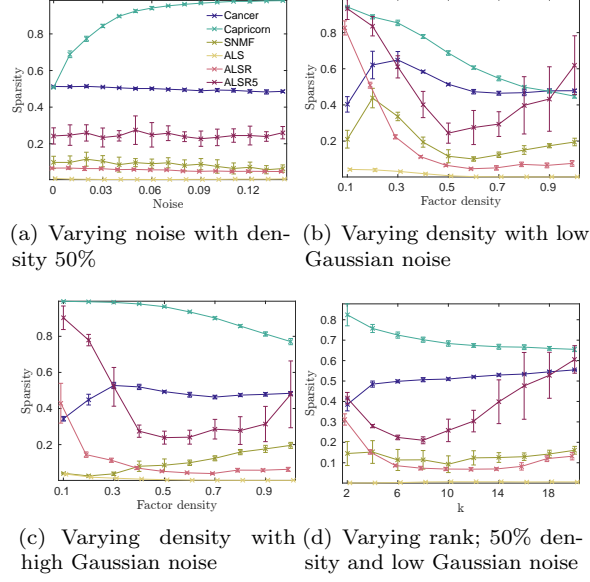 Sparsity
0.8
0.6
0.4
0.2
0
0.03
0.06
0.09
0.12
Noise
Cancer
Capricorn
SNMF
ALS
ALSR
ALSR5
(a) Varying noise with den-
sity 50%
Sparsity
0.8
0.6
0.4
0.2
0.1
0.3
0.5
0.7
0.9
Factor density
(b) Varying density with low
Gaussian noise
Sparsity
0.8
0.6
0.4
0.2
0.1
0.3
0.5
0.7
0.9
Factor density
(c) Varying density with
high Gaussian noise
Sparsity
0.8
0.7
0.6
0.5
0.4
0.3
0.2
0.1
2
6
10
14
18
k
(d) Varying rank; 50% den-
sity and low Gaussian noise